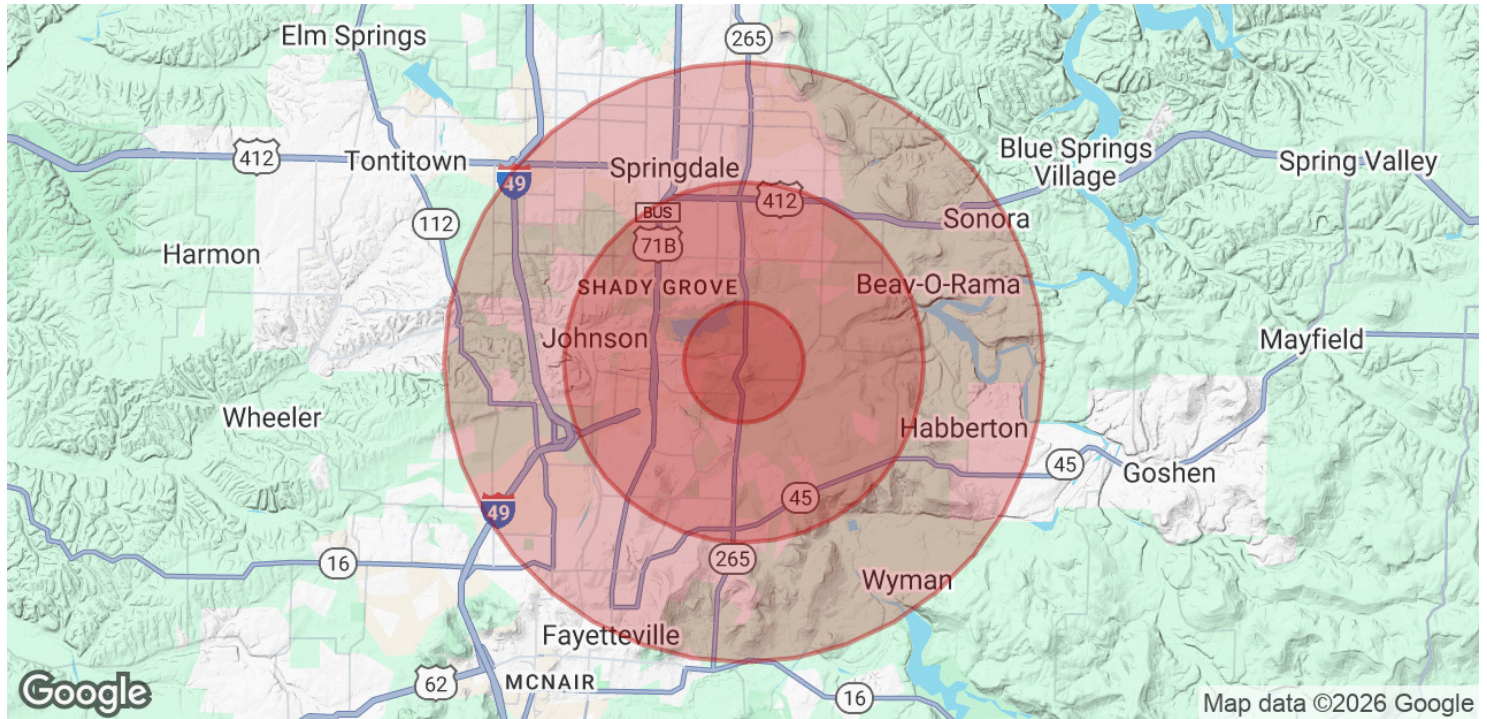 Elm Springs
265
412
Tontitown
Springdale
Blue Springs
Village
Spring Valley
49
BUS
412
112
71B
Sonora
Harmon
SHADY GROVE
Beav-O-Rama
Johnson
Mayfield
Wheeler
Habberton
45
Goshen
45
49
16
265
Wyman
Fayetteville
62
MCNAIR
16
Google
Map data ©2026 Google